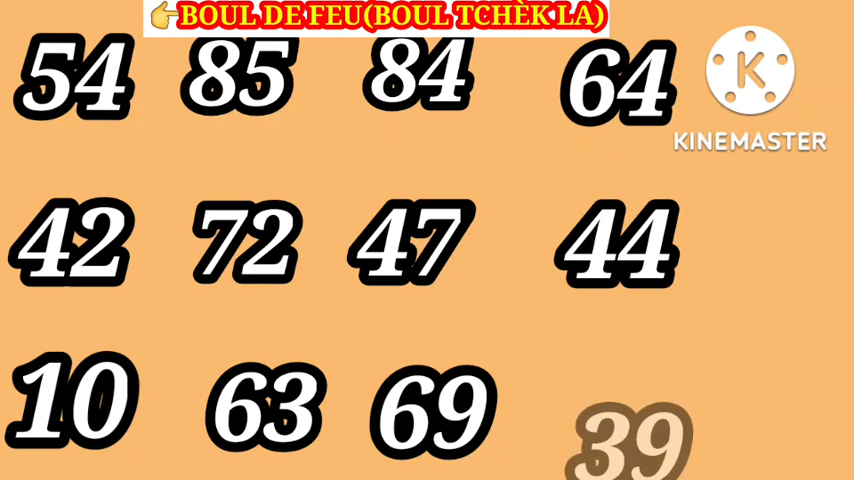 👉BOUL DE FEU(BOUL TCHÈK LA)
54 85 84 64
KINEMASTER
42 72 47 44
10 63 69 39